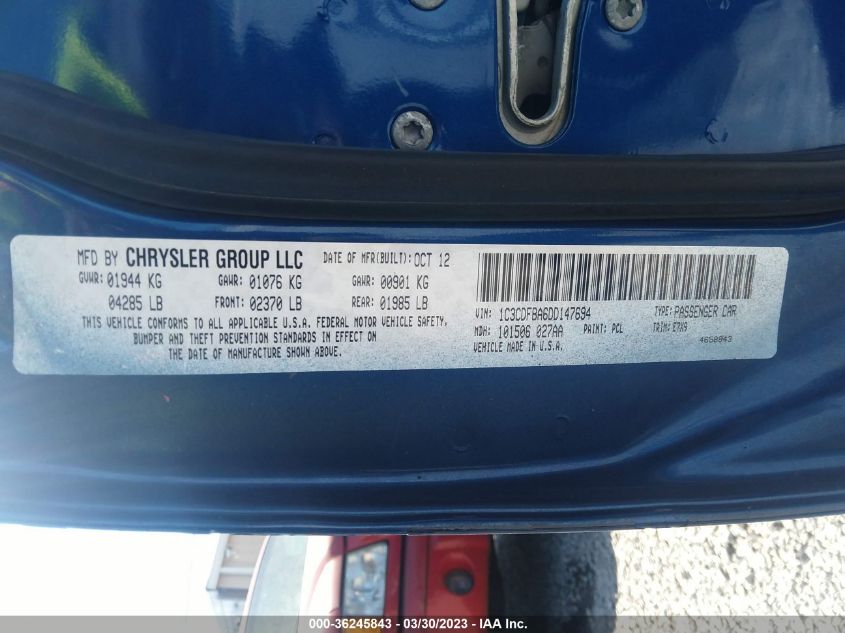 MFD BY CHRYSLER GROUP LLC DATE OF MFR(BUILT): OCT 12
GVWR: 01944 KG GAWR: 01076 KG GAWR: 00901 KG
04285 LB FRONT: 02370 LB REAR: 01985 LB
THIS VEHICLE CONFORMS TO ALL APPLICABLE U.S.A. FEDERAL MOTOR VEHICLE SAFETY,
BUMPER AND THEFT PREVENTION STANDARDS IN EFFECT ON
THE DATE OF MANUFACTURE SHOWN ABOVE.
VIN: 1C3CDFBA6DD147694 TYPE: PASSENGER CAR
MDH: 101506 027AA PAINT: PCL TRIM: E7X9
VEHICLE MADE IN U.S.A. 4658943
000-36245843 - 03/30/2023 - IAA Inc.